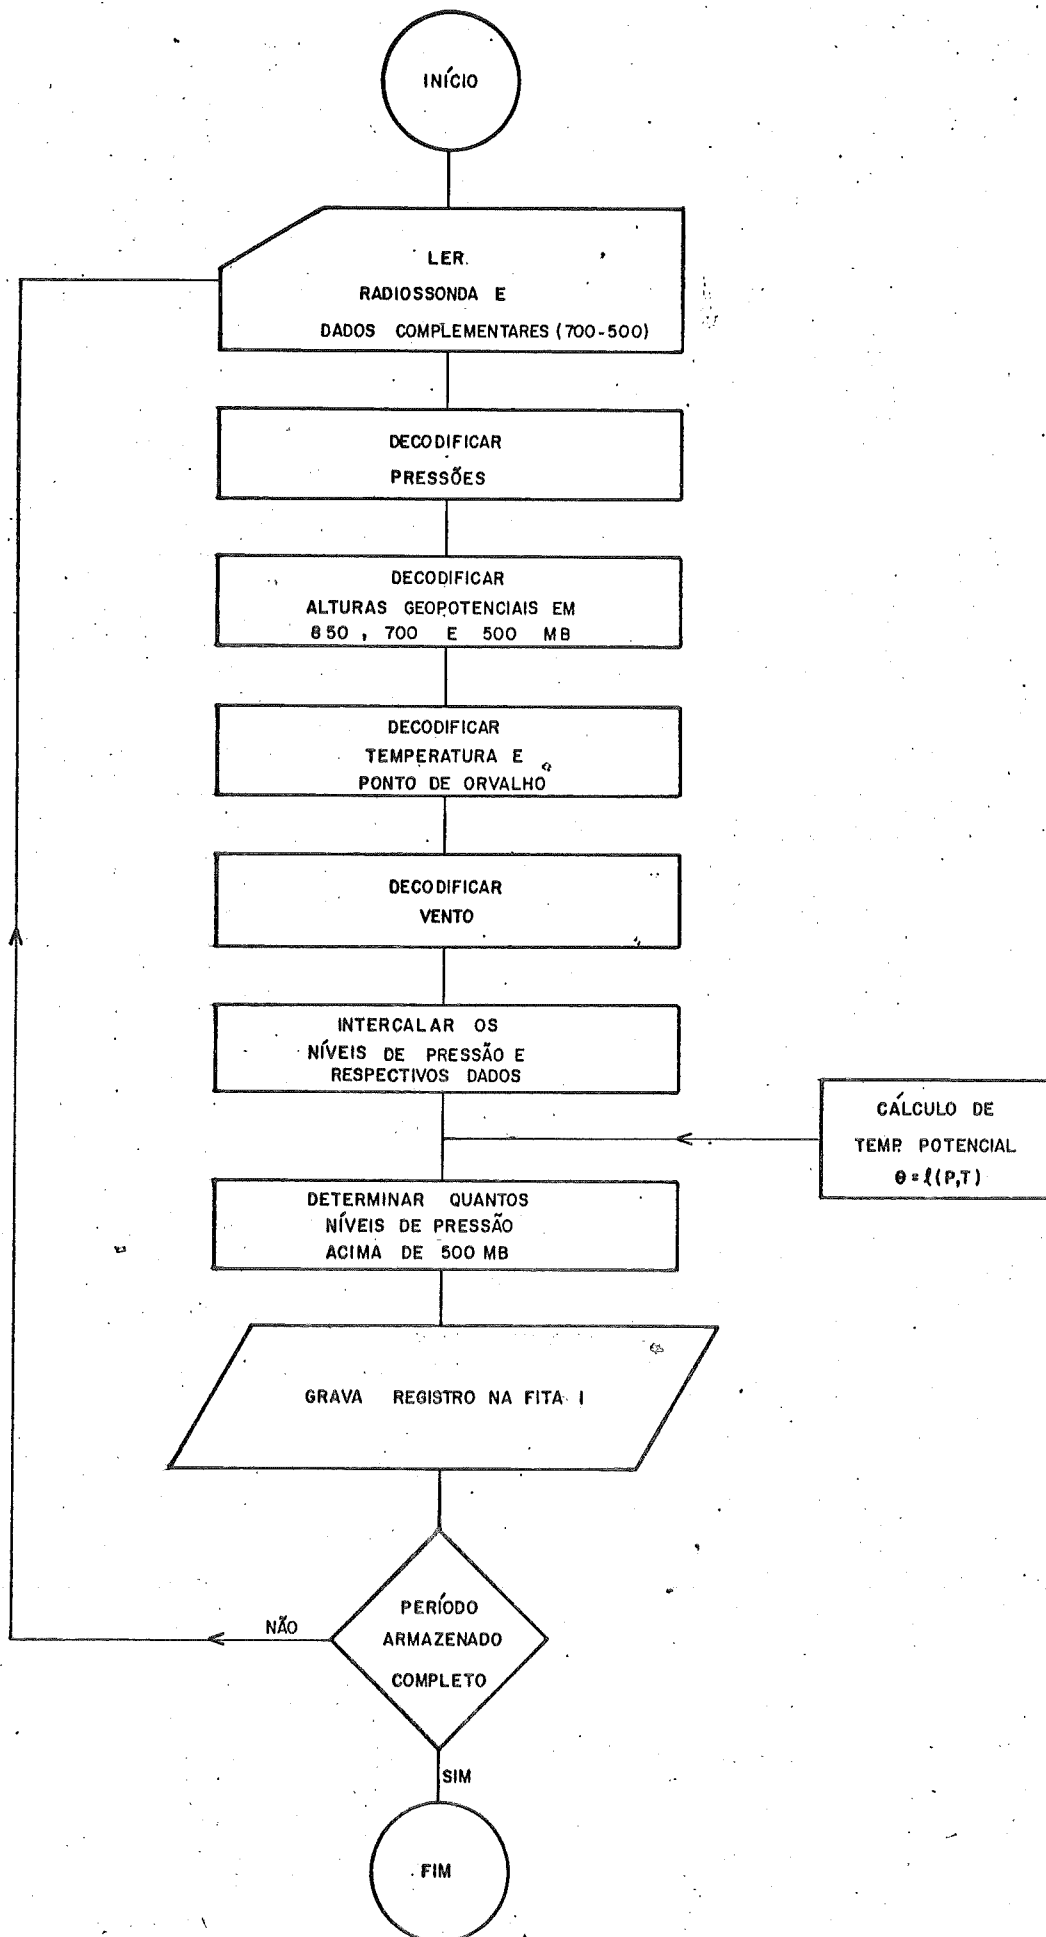 INÍCIO
LER.
RADIOSSONDA E
DADOS COMPLEMENTARES (700-500)
DECODIFICAR
PRESSÕES
DECODIFICAR
ALTURAS GEOPOTENCIAIS EM
850 , 700 E 500 MB
DECODIFICAR
TEMPERATURA E
PONTO DE ORVALHO
DECODIFICAR
VENTO
INTERCALAR OS
NÍVEIS DE PRESSÃO E
RESPECTIVOS DADOS
CÁLCULO DE
TEMP. POTENCIAL
θ = f(P,T)
DETERMINAR QUANTOS
NÍVEIS DE PRESSÃO
ACIMA DE 500 MB
GRAVA REGISTRO NA FITA I
PERÍODO
ARMAZENADO
COMPLETO
NÃO
SIM
FIM